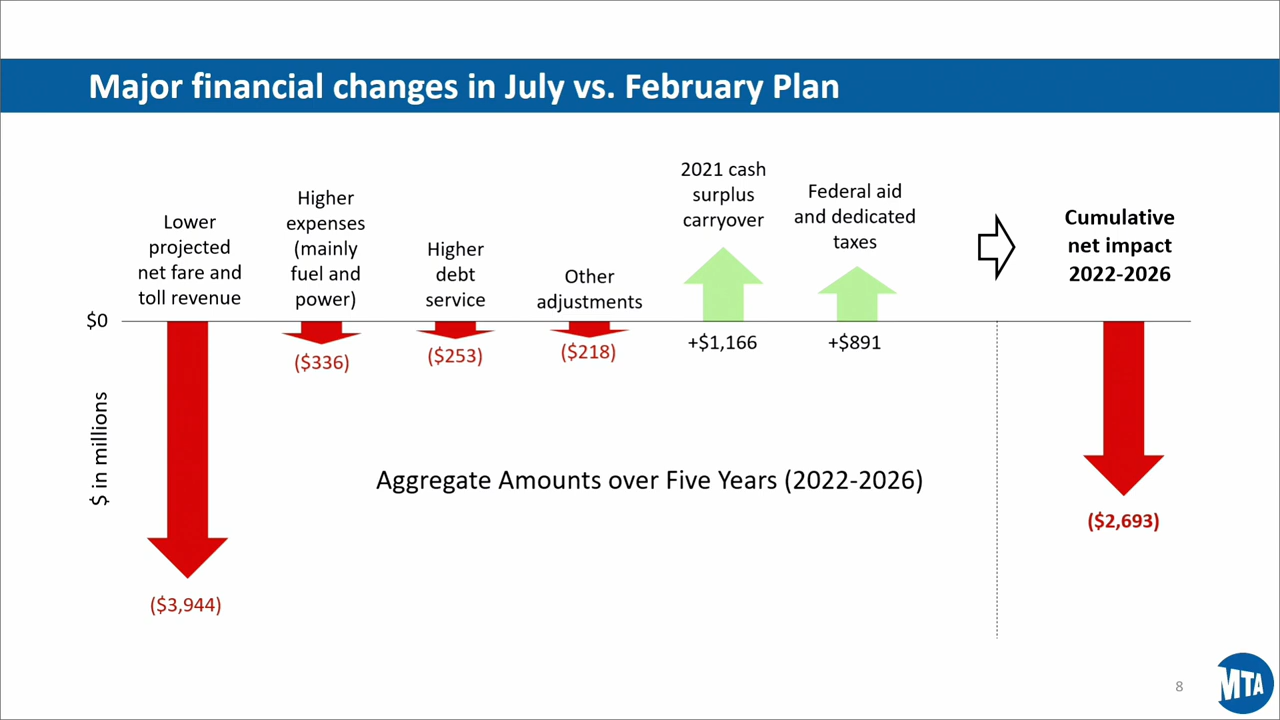 Major financial changes in July vs. February Plan
Lower
projected
net fare and
toll revenue
Higher
expenses
(mainly
fuel and
power)
Higher
debt
service
Other
adjustments
2021 cash
surplus
carryover
Federal aid
and dedicated
taxes
Cumulative
net impact
2022-2026
$0
($3,944)
($336)
($253)
($218)
+$1,166
+$891
($2,693)
$ in millions
Aggregate Amounts over Five Years (2022-2026)
8
MTA